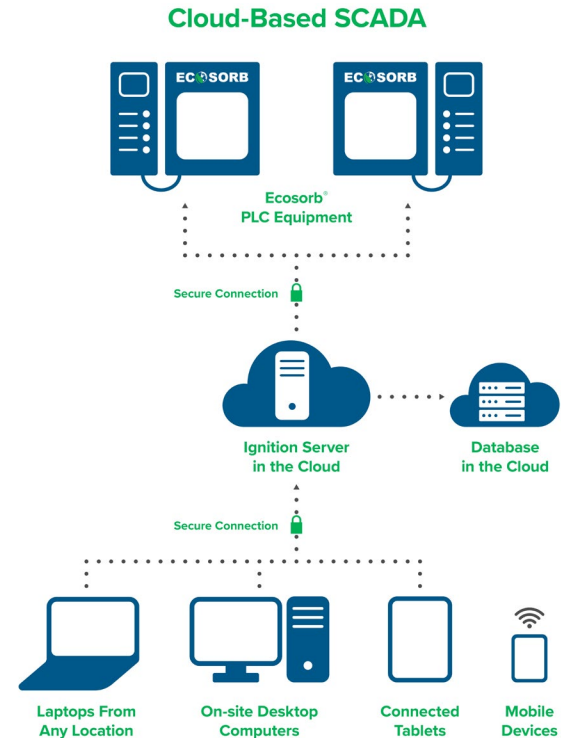 Cloud-Based SCADA
ECOSORB
ECOSORB
Ecosorb®
PLC Equipment
Secure Connection
Ignition Server
in the Cloud
Database
in the Cloud
Secure Connection
Laptops From
Any Location
On-site Desktop
Computers
Connected
Tablets
Mobile
Devices